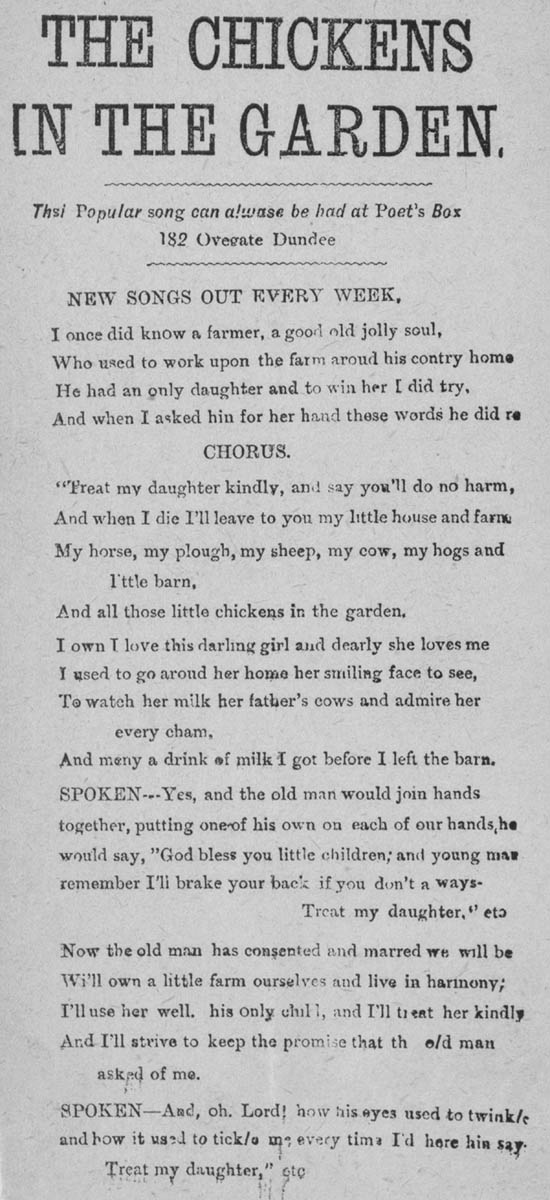 THE CHICKENS
IN THE GARDEN.
Thsi Popular song can alwase be had at Poet's Box
182 Overgate Dundee
NEW SONGS OUT EVERY WEEK,
I once did know a farmer, a good old jolly soul,
Who used to work upon the farm aroud his contry home
He had an only daughter and to win her I did try,
And when I asked hin for her hand these words he did re
CHORUS.
"Treat my daughter kindly, and say you'll do no harm,
And when I die I'll leave to you my little house and farm
My horse, my plough, my sheep, my cow, my hogs and
l'ttle barn,
And all those little chickens in the garden.
I own I love this darling girl and dearly she loves me
I used to go aroud her home her smiling face to see,
To watch her milk her father's cows and admire her
every cham,
And meny a drink of milk I got before I left the barn.
SPOKEN---Yes, and the old man would join hands
together, putting one of his own on each of our hands, he
would say, "God bless you little children; and young man
remember I'll brake your back if you don't a ways-
Treat my daughter," etc
Now the old man has consented and marred we will be
Wi'll own a little farm ourselves and live in harmony;
I'll use her well. his only chill, and I'll treat her kindly
And I'll strive to keep the promise that th old man
asked of me.
SPOKEN—And, oh. Lord! how his eyes used to twinkle
and how it used to tickle me every time I'd here hin say.
Treat my daughter," etc